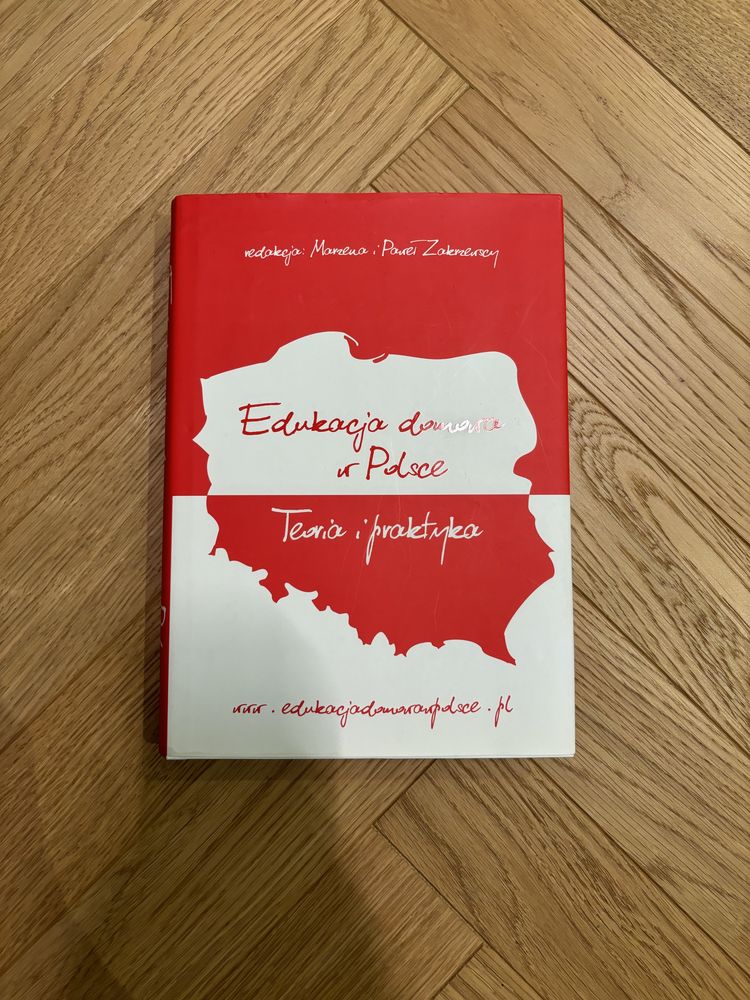 redakcja: Marzena i Paweł Zakrzewscy
Edukacja domowa
w Polsce
Teoria i praktyka
www.edukacjadomowawpolsce.pl